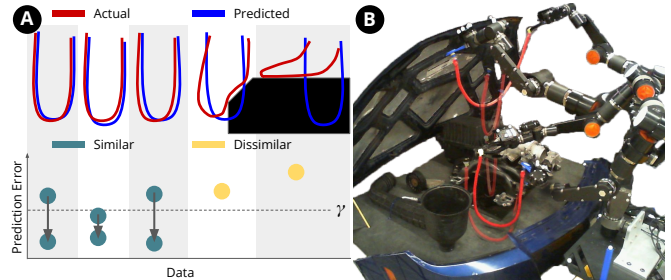 A
Actual
Predicted
B
Similar
Dissimilar
Prediction Error
γ
Data